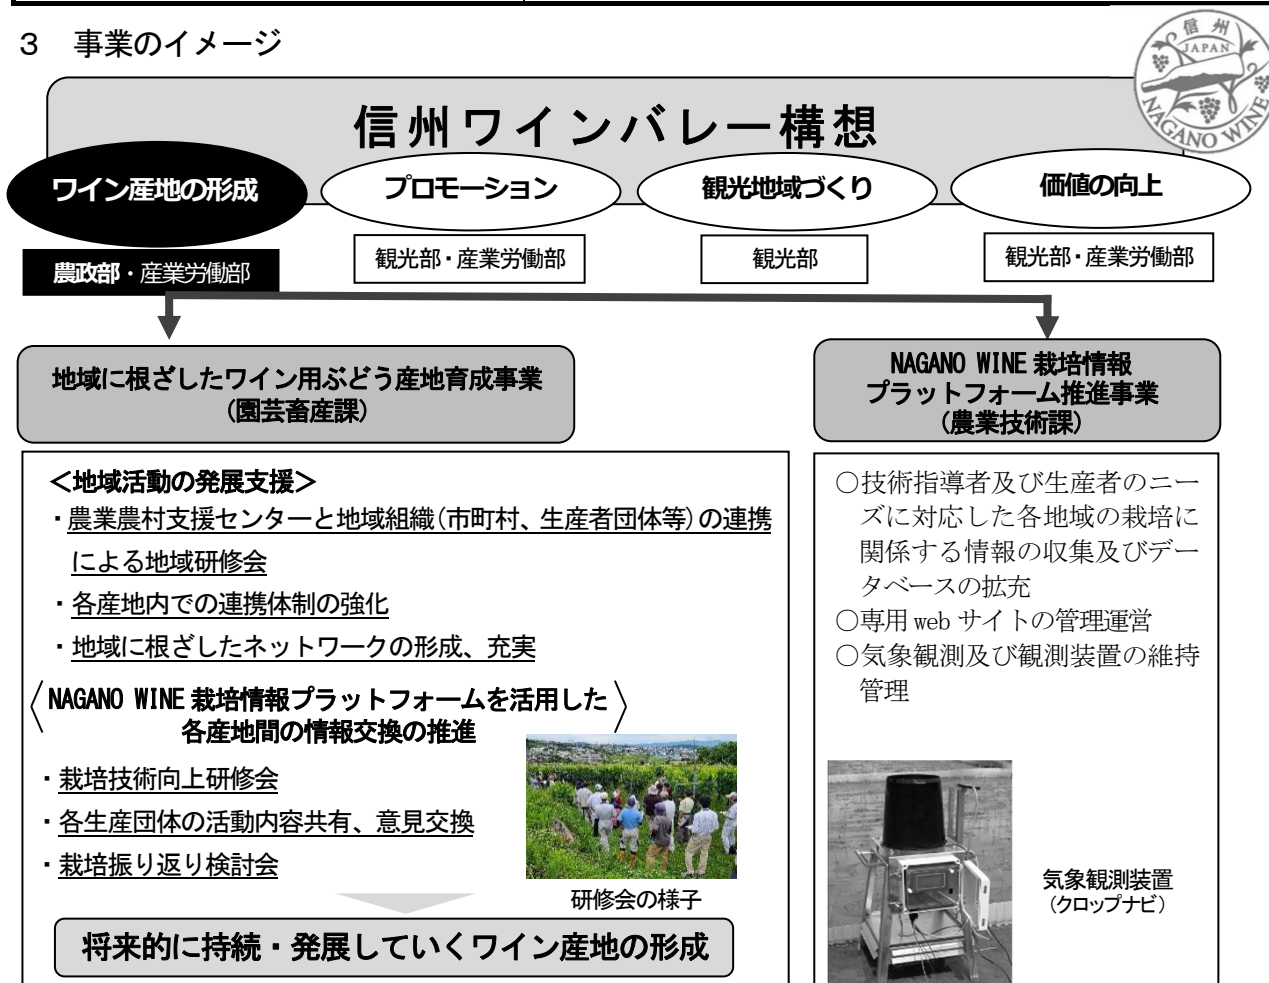 ３　事業のイメージ
信州
JAPAN
NAGANO WINE
信州ワインバレー構想
ワイン産地の形成
プロモーション
観光地域づくり
価値の向上
農政部・産業労働部
観光部・産業労働部
観光部
観光部・産業労働部
地域に根ざしたワイン用ぶどう産地育成事業
(園芸畜産課)
NAGANO WINE 栽培情報
プラットフォーム推進事業
(農業技術課)
＜地域活動の発展支援＞
・農業農村支援センターと地域組織(市町村、生産者団体等)の連携
による地域研修会
・各産地内での連携体制の強化
・地域に根ざしたネットワークの形成、充実
〈NAGANO WINE 栽培情報プラットフォームを活用した
各産地間の情報交換の推進〉
・栽培技術向上研修会
・各生産団体の活動内容共有、意見交換
・栽培振り返り検討会
研修会の様子
将来的に持続・発展していくワイン産地の形成
○技術指導者及び生産者のニー
ズに対応した各地域の栽培に
関係する情報の収集及びデー
タベースの拡充
○専用 web サイトの管理運営
○気象観測及び観測装置の維持
管理
気象観測装置
(クロップナビ)